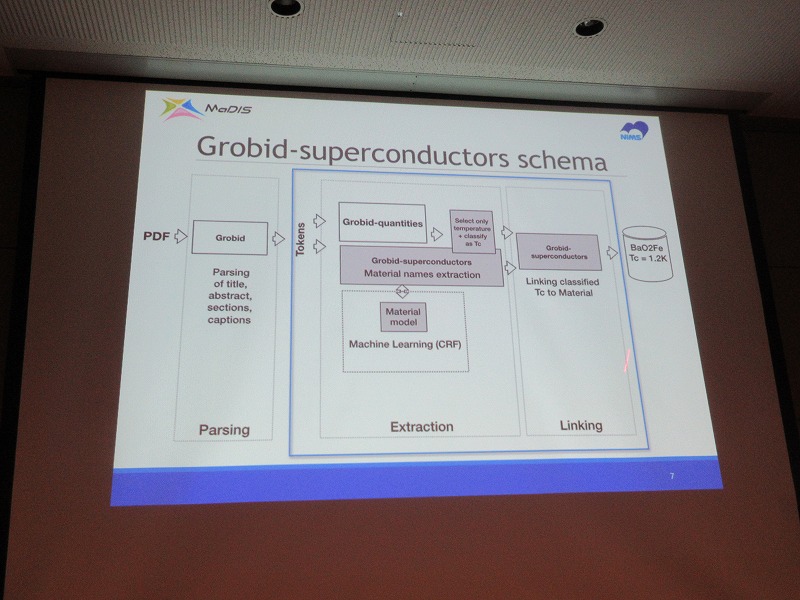 MaDIS
NIMS
Grobid-superconductors schema
PDF
Grobid
Parsing
of title,
abstract,
sections,
captions
Parsing
Tokens
Grobid-quantities
Select only
temperature
+ classify
as Tc
Grobid-superconductors
Material names extraction
Material
model
Machine Learning (CRF)
Extraction
Grobid-
superconductors
Linking classified
Tc to Material
Linking
BaO2Fe
Tc = 1.2K
7